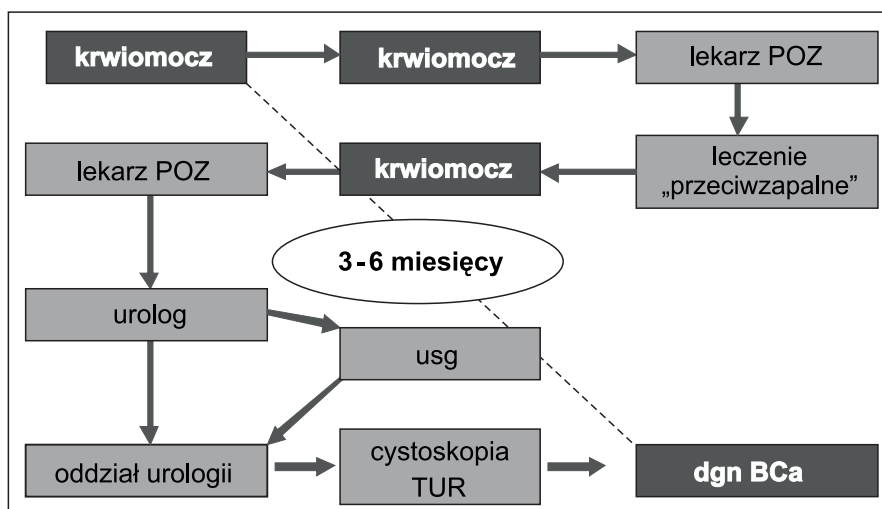 krwiomocz
krwiomocz
lekarz POZ
leczenie
„przeciwzapalne”
krwiomocz
lekarz POZ
3 - 6 miesięcy
urolog
usg
oddział urologii
cystoskopia
TUR
dgn BCa